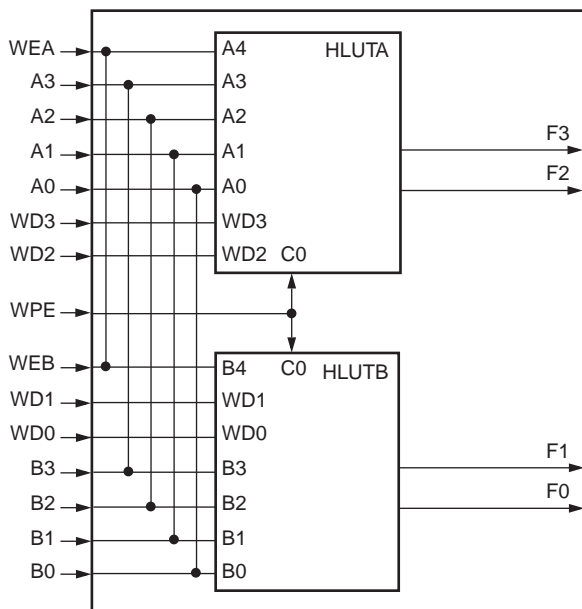 WEA A4 HLUTA
A3 A3
A2 A2 F3
A1 A1
A0 A0 F2
WD3 WD3
WD2 WD2 C0
WPE
WEB B4 C0 HLUTB
WD1 WD1
WD0 WD0
B3 B3 F1
B2 B2 F0
B1 B1
B0 B0